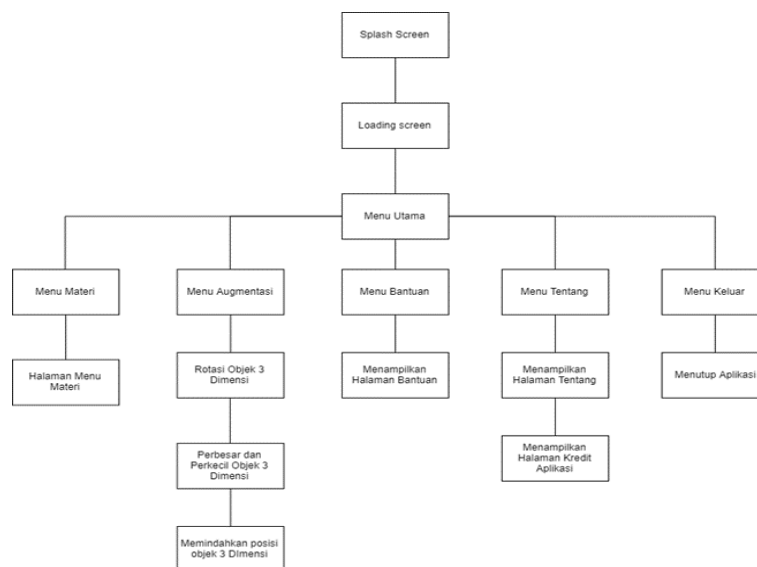 Splash Screen
Loading screen
Menu Utama
Menu Materi
Menu Augmentasi
Menu Bantuan
Menu Tentang
Menu Keluar
Halaman Menu
Materi
Rotasi Objek 3
Dimensi
Menampilkan
Halaman Bantuan
Menampilkan
Halaman Tentang
Menutup Aplikasi
Perbesar dan
Perkecil Objek 3
Dimensi
Menampilkan
Halaman Kredit
Aplikasi
Memindahkan posisi
objek 3 DImensi